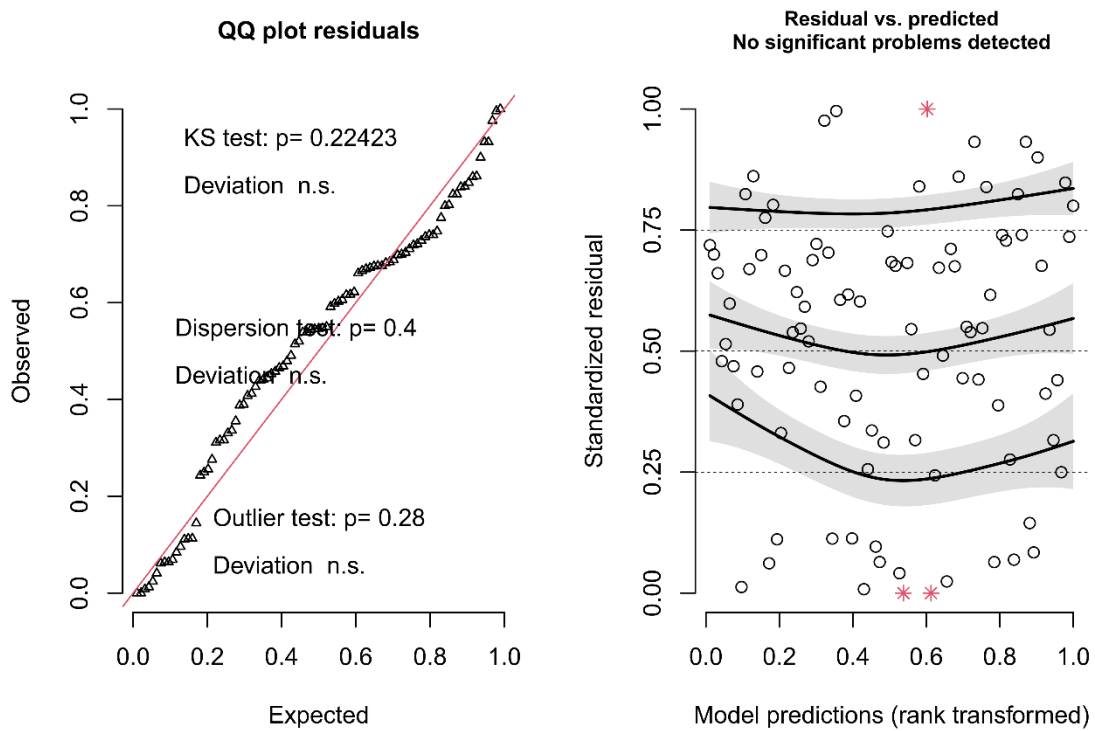 QQ plot residuals
Observed
1.0
0.8
0.6
0.4
0.2
0.0
KS test: p= 0.22423
Deviation n.s.
Dispersion test: p= 0.4
Deviation n.s.
Outlier test: p= 0.28
Deviation n.s.
0.0 0.2 0.4 0.6 0.8 1.0
Expected
Residual vs. predicted
No significant problems detected
Standardized residual
1.00
0.75
0.50
0.25
0.00
0.0 0.2 0.4 0.6 0.8 1.0
Model predictions (rank transformed)